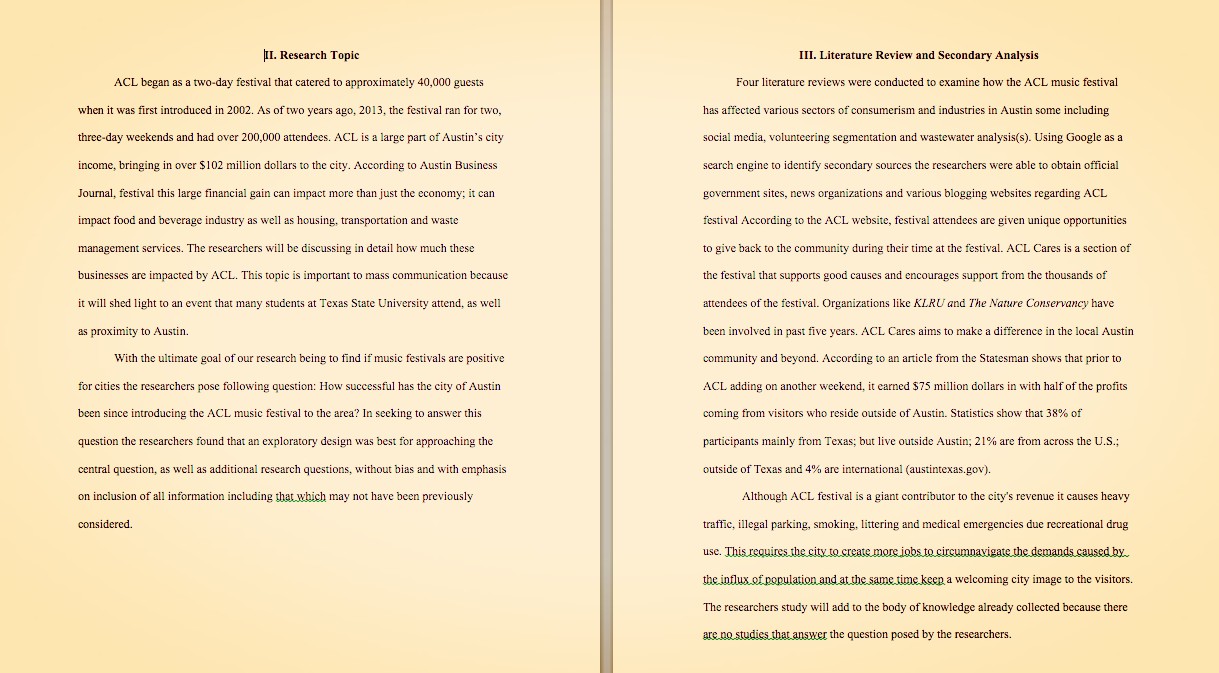 II. Research Topic
ACL began as a two-day festival that catered to approximately 40,000 guests
when it was first introduced in 2002. As of two years ago, 2013, the festival ran for two,
three-day weekends and had over 200,000 attendees. ACL is a large part of Austin's city
income, bringing in over $102 million dollars to the city. According to Austin Business
Journal, festival this large financial gain can impact more than just the economy; it can
impact food and beverage industry as well as housing, transportation and waste
management services. The researchers will be discussing in detail how much these
businesses are impacted by ACL. This topic is important to mass communication because
it will shed light to an event that many students at Texas State University attend, as well
as proximity to Austin.
With the ultimate goal of our research being to find if music festivals are positive
for cities the researchers pose following question: How successful has the city of Austin
been since introducing the ACL music festival to the area? In seeking to answer this
question the researchers found that an exploratory design was best for approaching the
central question, as well as additional research questions, without bias and with emphasis
on inclusion of all information including that which may not have been previously
considered.
III. Literature Review and Secondary Analysis
Four literature reviews were conducted to examine how the ACL music festival
has affected various sectors of consumerism and industries in Austin some including
social media, volunteering segmentation and wastewater analysis(s). Using Google as a
search engine to identify secondary sources the researchers were able to obtain official
government sites, news organizations and various blogging websites regarding ACL
festival According to the ACL website, festival attendees are given unique opportunities
to give back to the community during their time at the festival. ACL Cares is a section of
the festival that supports good causes and encourages support from the thousands of
attendees of the festival. Organizations like KLRU and The Nature Conservancy have
been involved in past five years. ACL Cares aims to make a difference in the local Austin
community and beyond. According to an article from the Statesman shows that prior to
ACL adding on another weekend, it earned $75 million dollars in with half of the profits
coming from visitors who reside outside of Austin. Statistics show that 38% of
participants mainly from Texas; but live outside Austin; 21% are from across the U.S.;
outside of Texas and 4% are international (austintexas.gov).
Although ACL festival is a giant contributor to the city's revenue it causes heavy
traffic, illegal parking, smoking, littering and medical emergencies due recreational drug
use. This requires the city to create more jobs to circumnavigate the demands caused by
the influx of population and at the same time keep a welcoming city image to the visitors.
The researchers study will add to the body of knowledge already collected because there
are no studies that answer the question posed by the researchers.